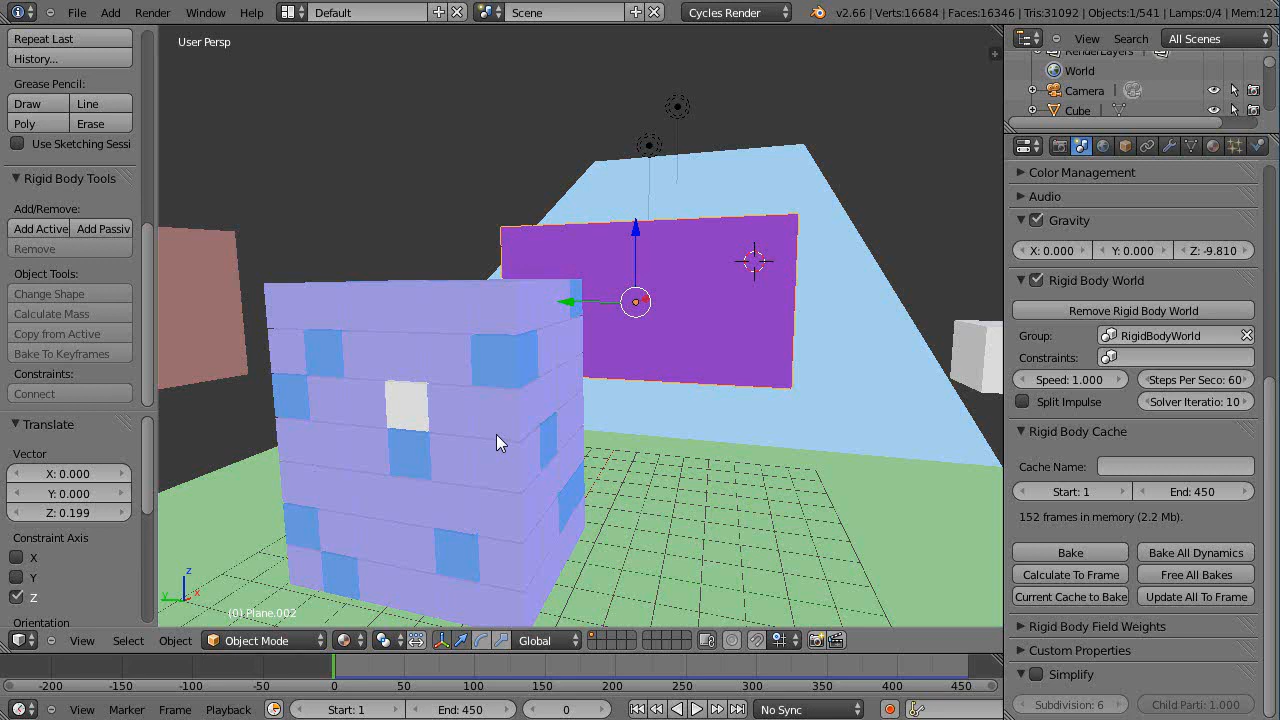 File Add Render Window Help Default Scene Cycles Render v2.66 | Verts:16684 | Faces:16346 | Tris:31092 | Objects:1/541 | Lamps:0/4 | Mem:121
Repeat Last
History...
Grease Pencil:
Draw Line
Poly Erase
Use Sketching Sessi
Rigid Body Tools
Add/Remove:
Add Active Add Passiv
Remove
Object Tools:
Change Shape
Calculate Mass
Copy from Active
Bake To Keyframes
Constraints:
Connect
Translate
Vector
X: 0.000
Y: 0.000
Z: 0.199
Constraint Axis
X
Y
Z
Orientation
User Persp
z
y x
(0) Plane.002
View Select Object Object Mode Global
-200 -150 -100 -50 0 50 100 150 200 250 300 350 400 450
View Marker Frame Playback Start: 1 End: 450 0 No Sync
View Search All Scenes
RenderLayers
World
Camera
Cube
Color Management
Audio
Gravity
X: 0.000 Y: 0.000 Z: -9.810
Rigid Body World
Remove Rigid Body World
Group: RigidBodyWorld
Constraints:
Speed: 1.000 Steps Per Seco: 60
Split Impulse Solver Iteratio: 10
Rigid Body Cache
Cache Name:
Start: 1 End: 450
152 frames in memory (2.2 Mb).
Bake Bake All Dynamics
Calculate To Frame Free All Bakes
Current Cache to Bake Update All To Frame
Rigid Body Field Weights
Custom Properties
Simplify
Subdivision: 6 Child Parti: 1.000